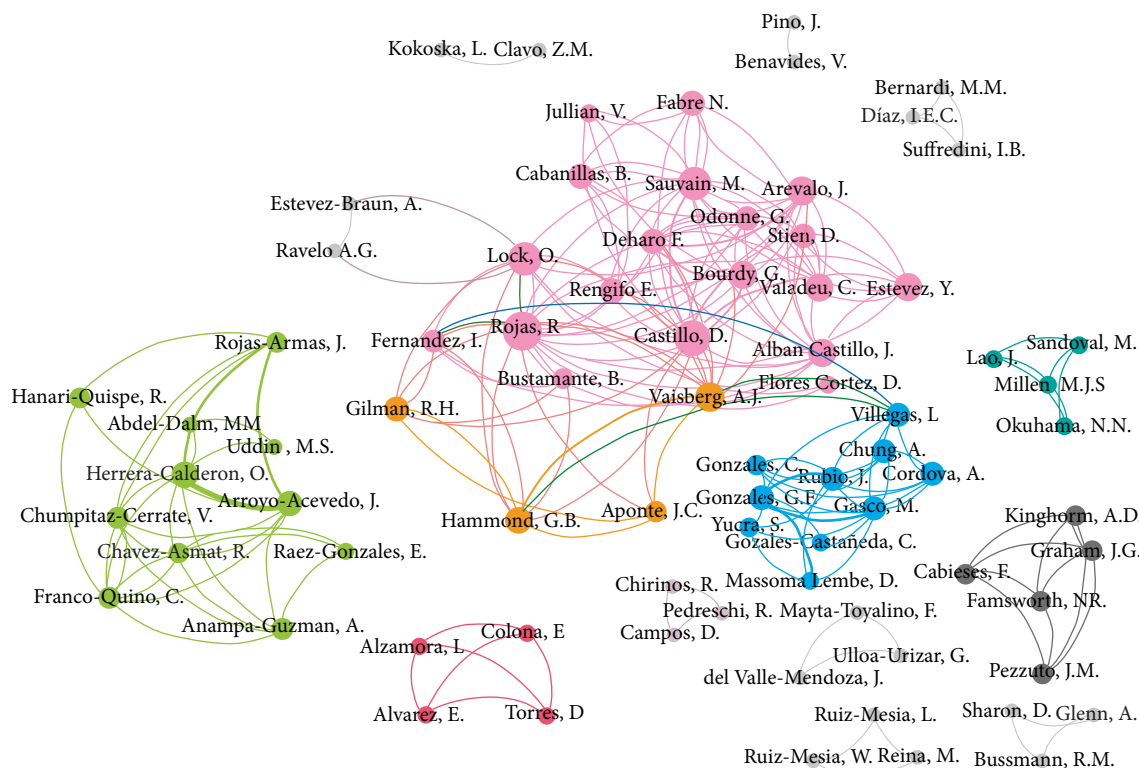 Pino, J.
Kokoska, L. Clavo, Z.M.
Benavides, V.
Bernardi, M.M.
Díaz, I.E.C.
Suffredini, I.B.
Jullian, V.
Fabre N.
Cabanillas, B.
Sauvain, M.
Arevalo, J.
Estevez-Braun, A.
Odonne, G.
Deharo F.
Stien, D.
Ravelo A.G.
Lock, O.
Bourdy, G.
Rengifo E.
Valadeu, C.
Estevez, Y.
Rojas, R
Fernandez, I.
Castillo, D.
Alban Castillo, J.
Bustamante, B.
Flores Cortez, D.
Vaisberg, A.J.
Gilman, R.H.
Villegas, L
Rojas-Armas, J.
Hanari-Quispe, R.
Abdel-Dalm, MM
Uddin , M.S.
Herrera-Calderon, O.
Arroyo-Acevedo, J.
Chumpitaz-Cerrate, V.
Chavez-Asmat, R.
Raez-Gonzales, E.
Franco-Quino, C.
Anampa-Guzman, A.
Sandoval, M.
Lao, J.
Millen M.J.S
Okuhama, N.N.
Chung, A.
Gonzales, C.
Rubio, J.
Cordova, A.
Gonzales, G.F.
Gasco, M.
Hammond, G.B.
Aponte, J.C.
Yucra, S.
Gozales-Castañeda, C.
Massoma Lembe, D.
Kinghorm, A.D
Graham, J.G.
Cabieses, F.
Famsworth, NR.
Pezzuto, J.M.
Chirinos, R.
Pedreschi, R.
Campos, D.
Mayta-Toyalino, F.
Ulloa-Urizar, G.
del Valle-Mendoza, J.
Colona, E
Alzamora, L
Alvarez, E.
Torres, D
Ruiz-Mesia, L.
Ruiz-Mesia, W.
Reina, M.
Sharon, D.
Glenn, A.
Bussmann, R.M.